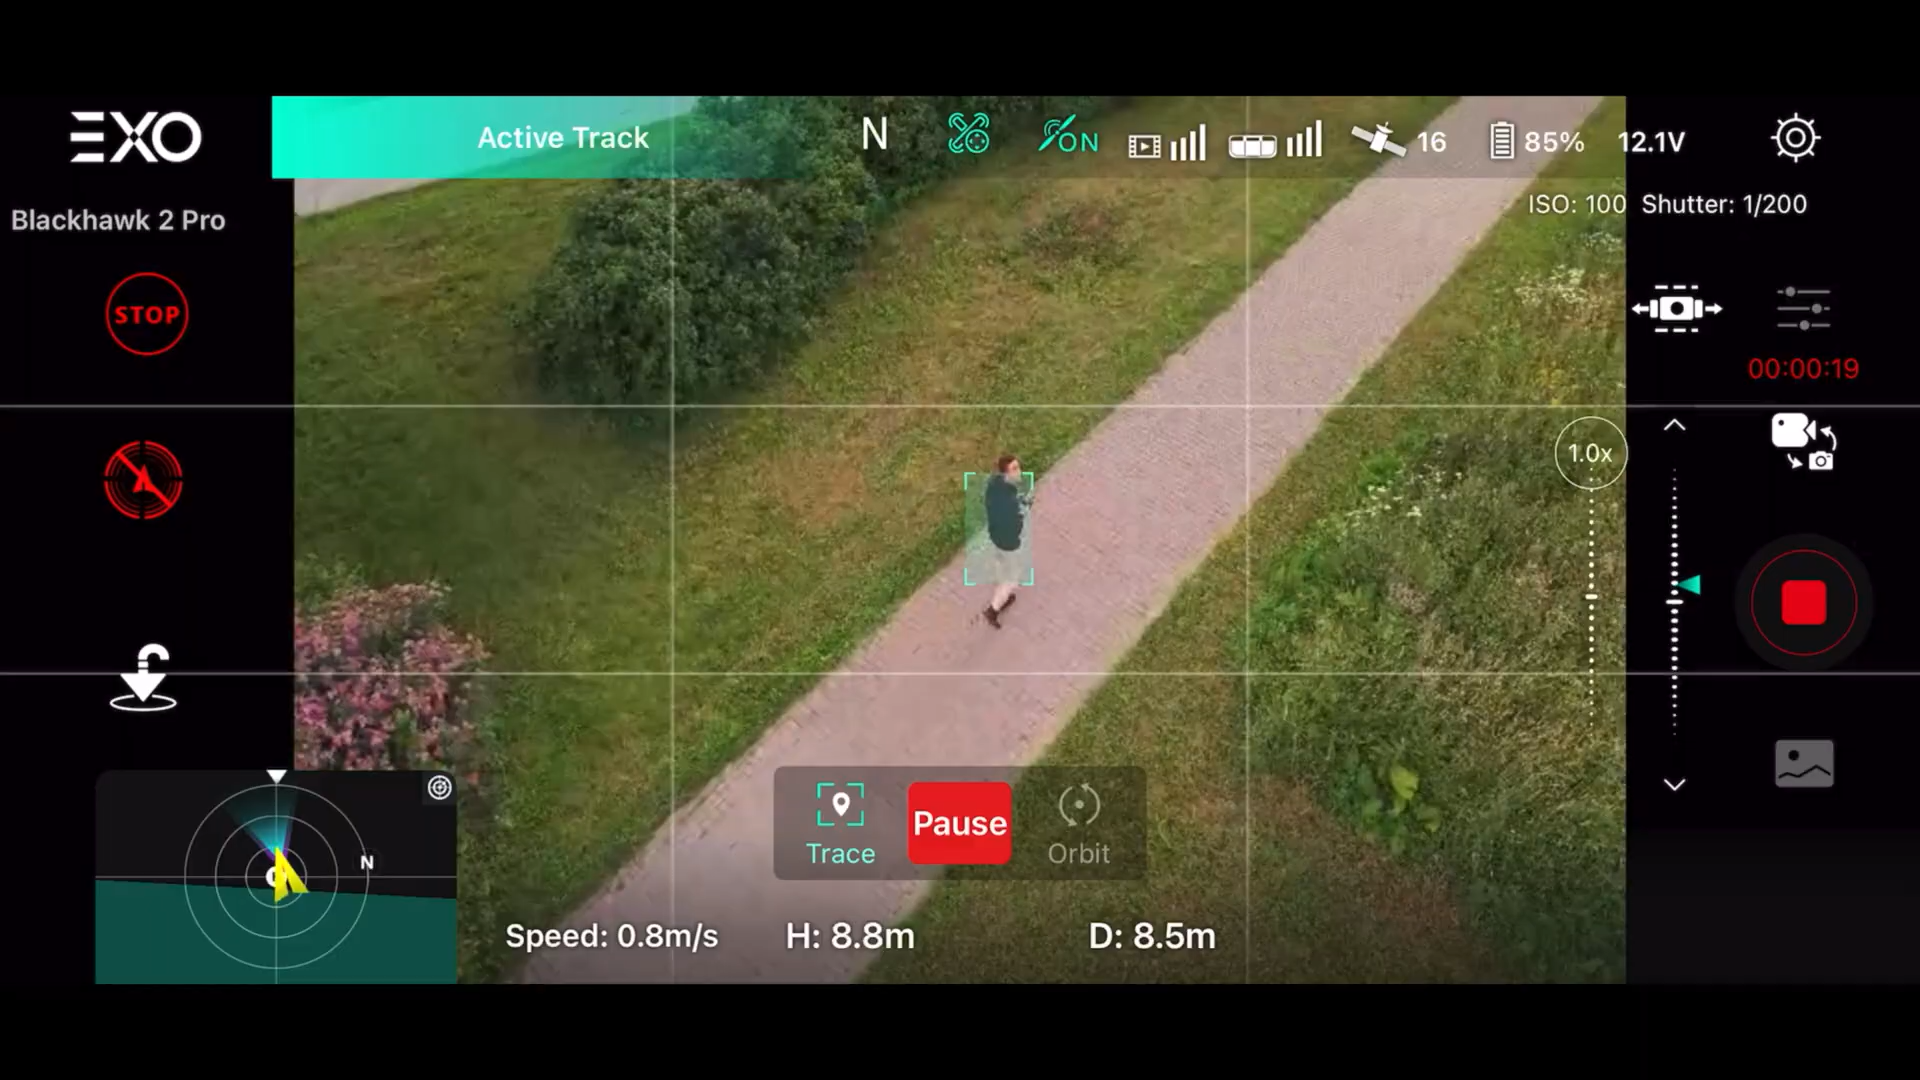 EXO
Active Track
N
ON
16
85%
12.1V
Blackhawk 2 Pro
ISO: 100 Shutter: 1/200
STOP
00:00:19
1.0x
N
Trace
Pause
Orbit
Speed: 0.8m/s
H: 8.8m
D: 8.5m